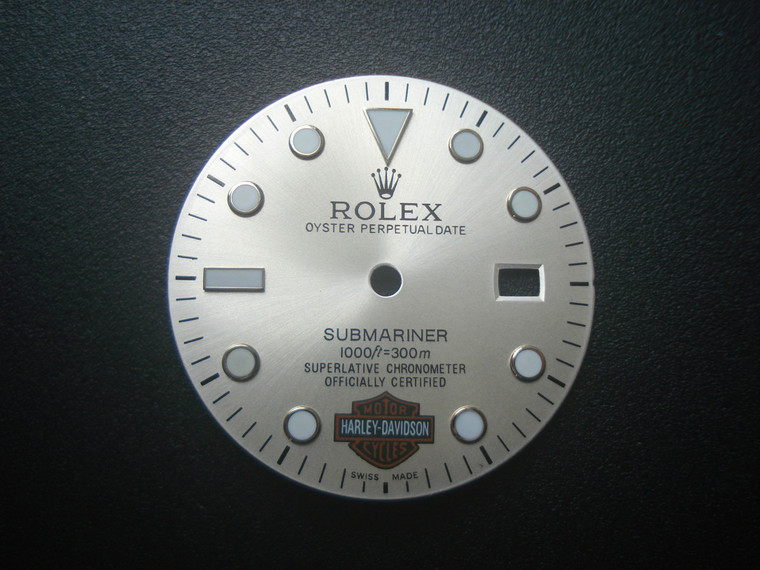 ROLEX
OYSTER PERPETUAL DATE
SUBMARINER
1000ft=300m
SUPERLATIVE CHRONOMETER
OFFICIALLY CERTIFIED
MOTOR
HARLEY-DAVIDSON
CYCLES
SWISS MADE